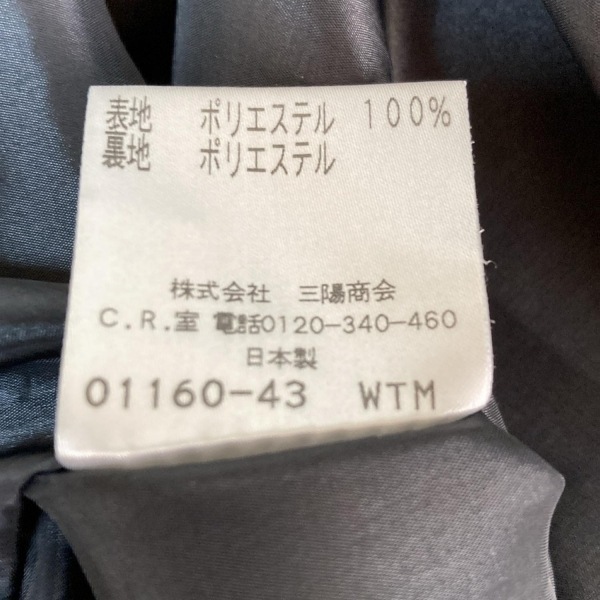 表地 ポリエステル 100%
裏地 ポリエステル
株式会社 三陽商会
C.R.室 電話0120-340-460
日本製
01160-43 WTM